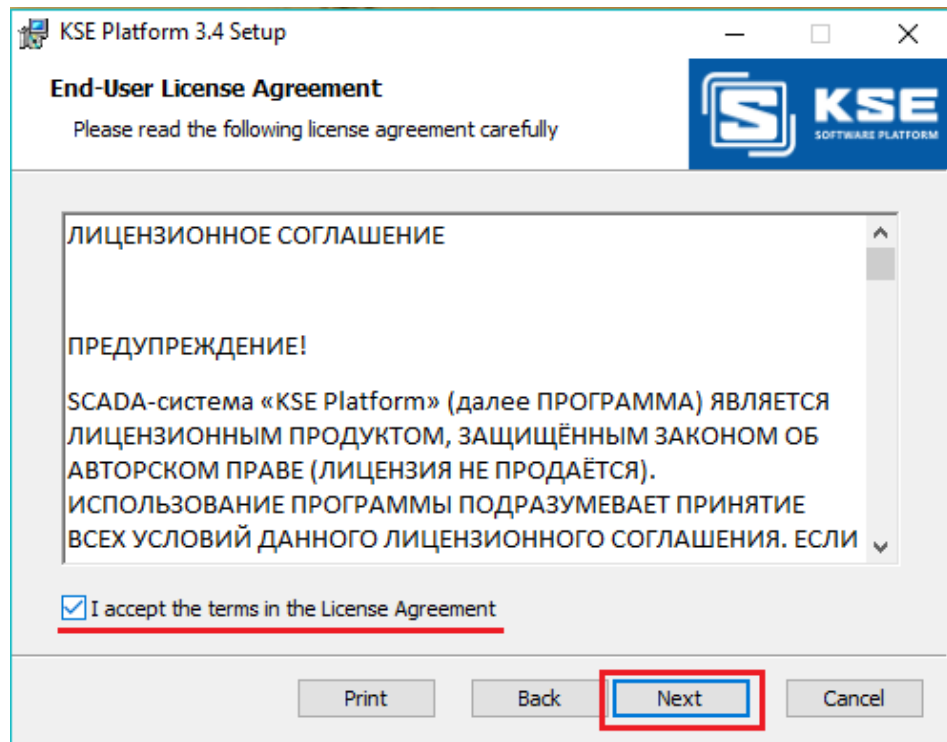 KSE Platform 3.4 Setup
End-User License Agreement
Please read the following license agreement carefully
S KSE
SOFTWARE PLATFORM
ЛИЦЕНЗИОННОЕ СОГЛАШЕНИЕ
ПРЕДУПРЕЖДЕНИЕ!
SCADA-система «KSE Platform» (далее ПРОГРАММА) ЯВЛЯЕТСЯ
ЛИЦЕНЗИОННЫМ ПРОДУКТОМ, ЗАЩИЩЁННЫМ ЗАКОНОМ ОБ
АВТОРСКОМ ПРАВЕ (ЛИЦЕНЗИЯ НЕ ПРОДАЁТСЯ).
ИСПОЛЬЗОВАНИЕ ПРОГРАММЫ ПОДРАЗУМЕВАЕТ ПРИНЯТИЕ
ВСЕХ УСЛОВИЙ ДАННОГО ЛИЦЕНЗИОННОГО СОГЛАШЕНИЯ. ЕСЛИ
I accept the terms in the License Agreement
Print Back Next Cancel